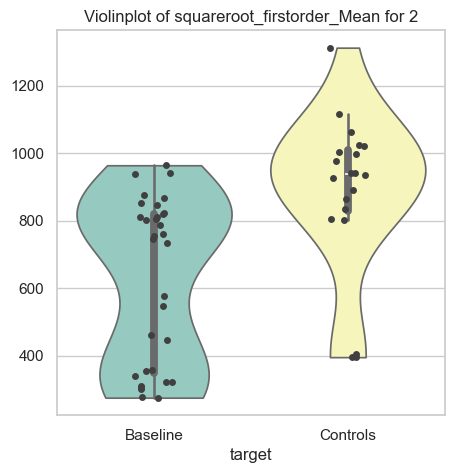 Violinplot of squareroot_firstorder_Mean for 2
1200
1000
800
600
400
Baseline Controls
target